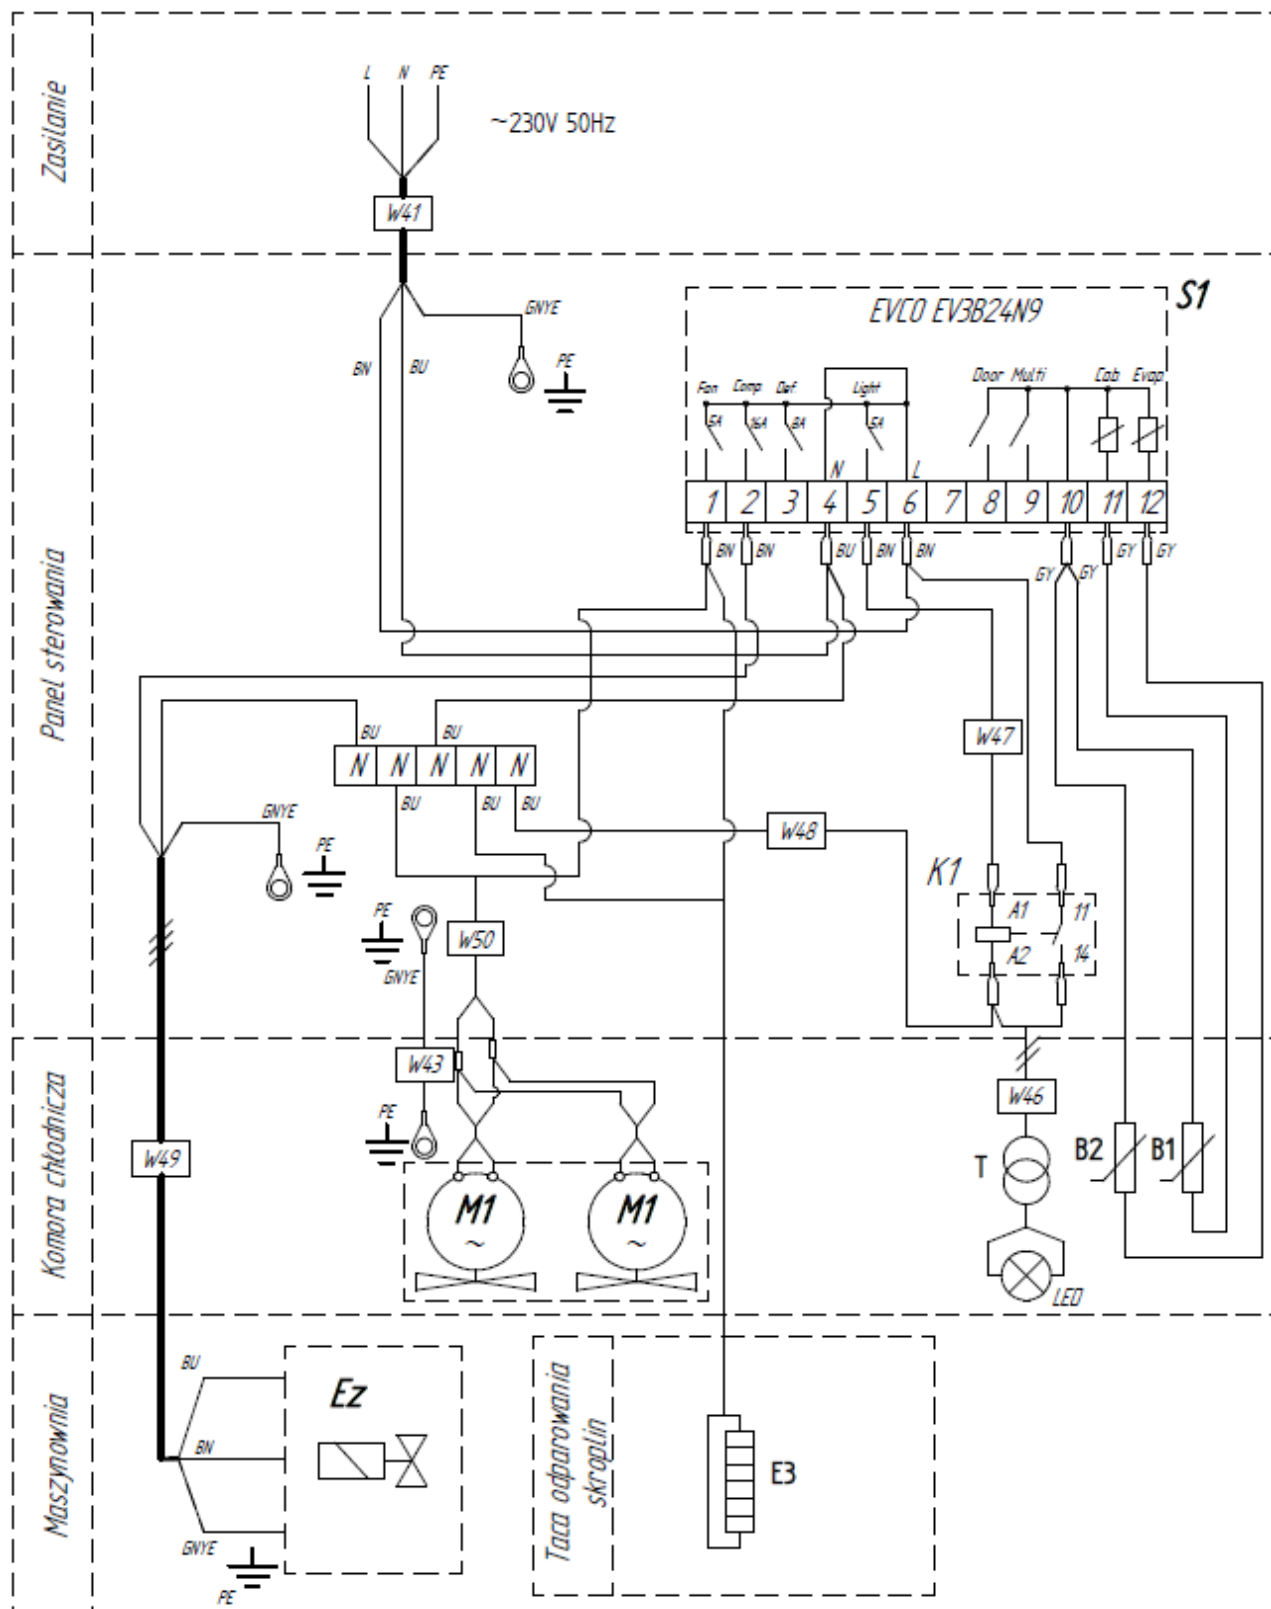 Zasilanie
L N PE
~230V 50Hz
W41
Panel sterowania
GNYE
PE
BN BU
S1
EVCO EV3B24N9
Fan Comp. Def. Light Door Multi Cab Evap
5A 16A 8A 5A
N L
1 2 3 4 5 6 7 8 9 10 11 12
BN BN BU BN BN GY GY GY GY
BU BU
N N N N N
BU BU BU
W47
W48
GNYE
PE
K1
A1 11
A2 14
PE
GNYE
W50
Komora chłodnicza
W43
PE
W46
W49
M1
~
M1
~
T
B2 B1
LED
Maszynownia
BU
BN
GNYE
PE
Ez
Taca odparowania
skroplin
E3